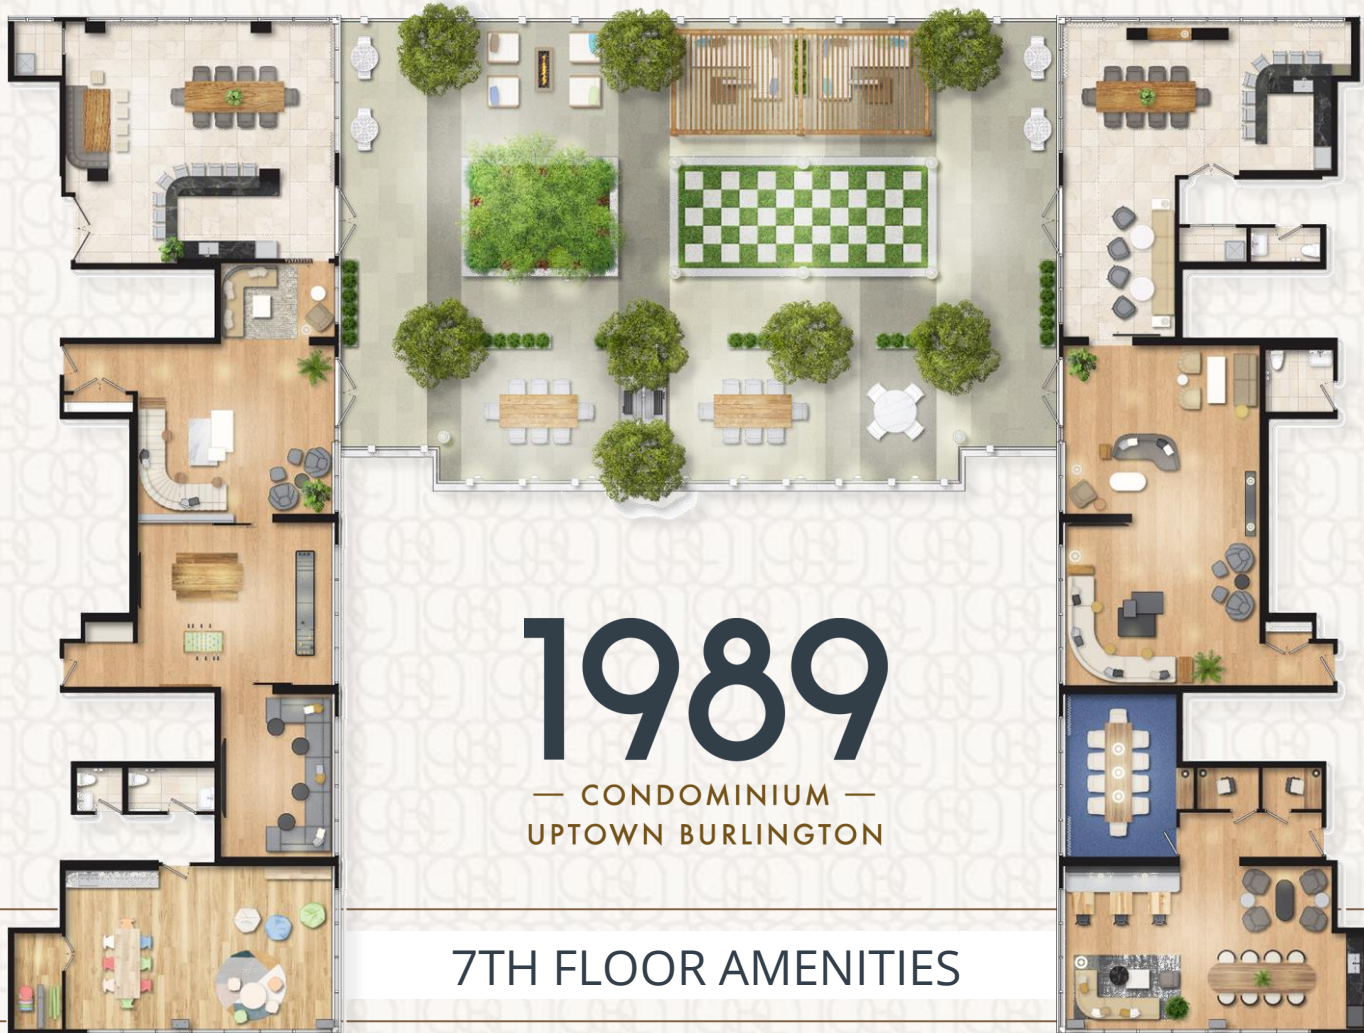 1989
— CONDOMINIUM —
UPTOWN BURLINGTON
7TH FLOOR AMENITIES